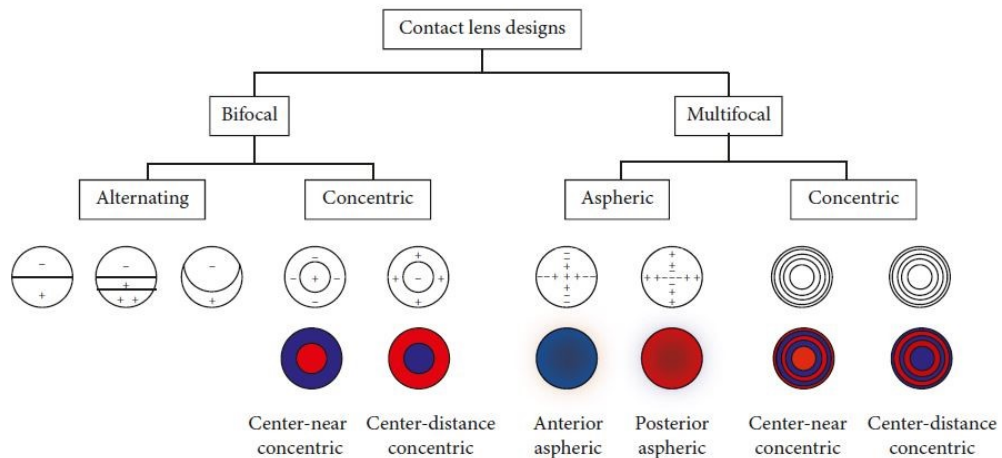 Contact lens designs
Bifocal
Multifocal
Alternating
Concentric
Aspheric
Concentric
Center-near
concentric
Center-distance
concentric
Anterior
aspheric
Posterior
aspheric
Center-near
concentric
Center-distance
concentric